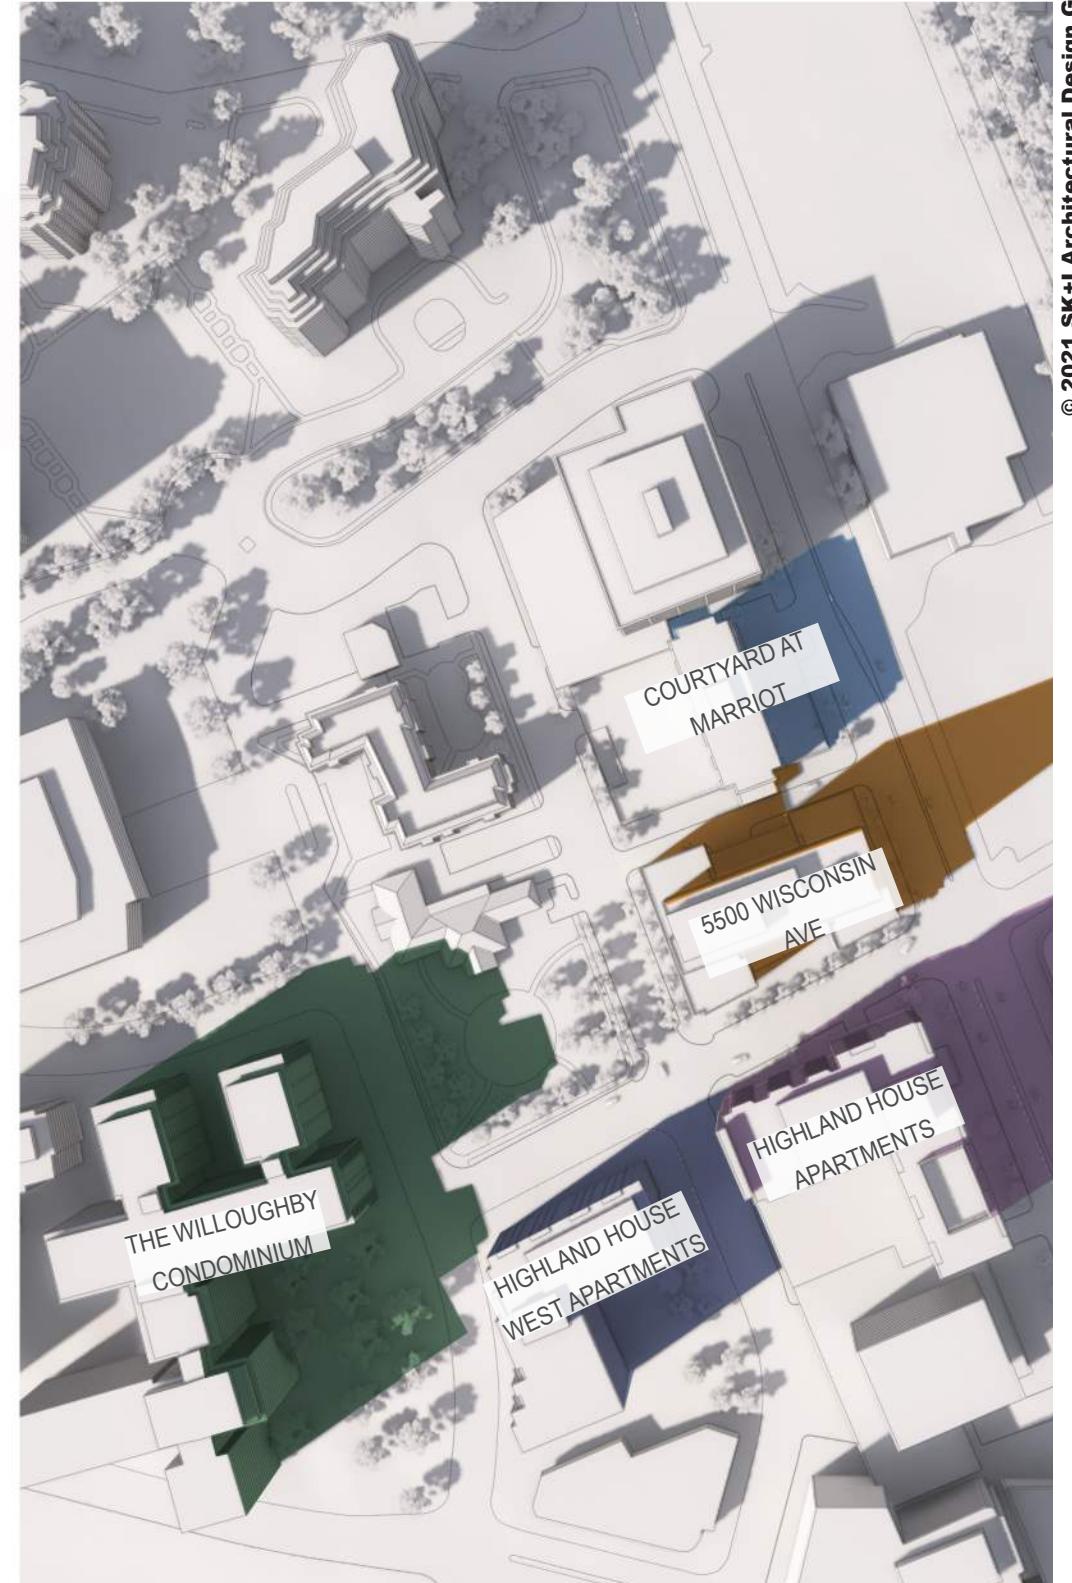 © 2021 SK+I Architectural Design G
COURTYARD AT
MARRIOT
5500 WISCONSIN
AVE
HIGHLAND HOUSE
APARTMENTS
THE WILLOUGHBY
CONDOMINIUM
HIGHLAND HOUSE
WEST APARTMENTS